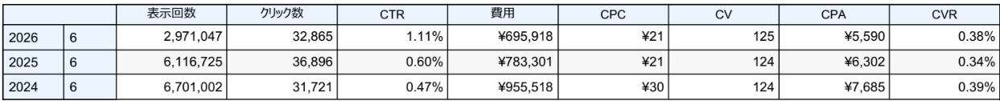 表示回数 クリック数 CTR 費用 CPC CV CPA CVR
2026 6 2,971,047 32,865 1.11% ¥695,918 ¥21 125 ¥5,590 0.38%
2025 6 6,116,725 36,896 0.60% ¥783,301 ¥21 124 ¥6,302 0.34%
2024 6 6,701,002 31,721 0.47% ¥955,518 ¥30 124 ¥7,685 0.39%